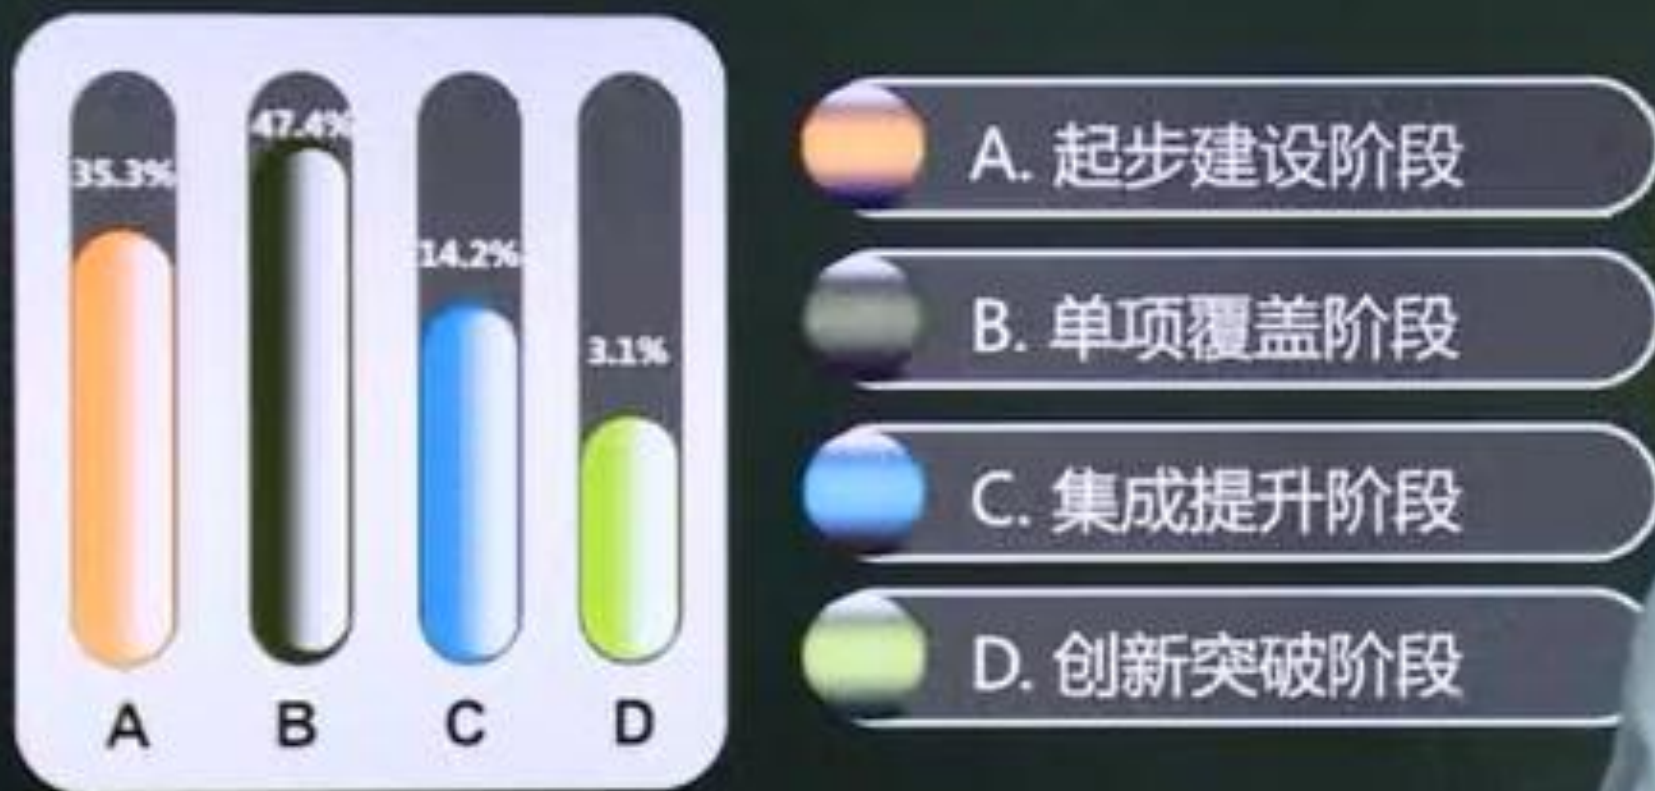 47.4%
35.3%
14.2%
3.1%
A B C D
A. 起步建设阶段
B. 单项覆盖阶段
C. 集成提升阶段
D. 创新突破阶段